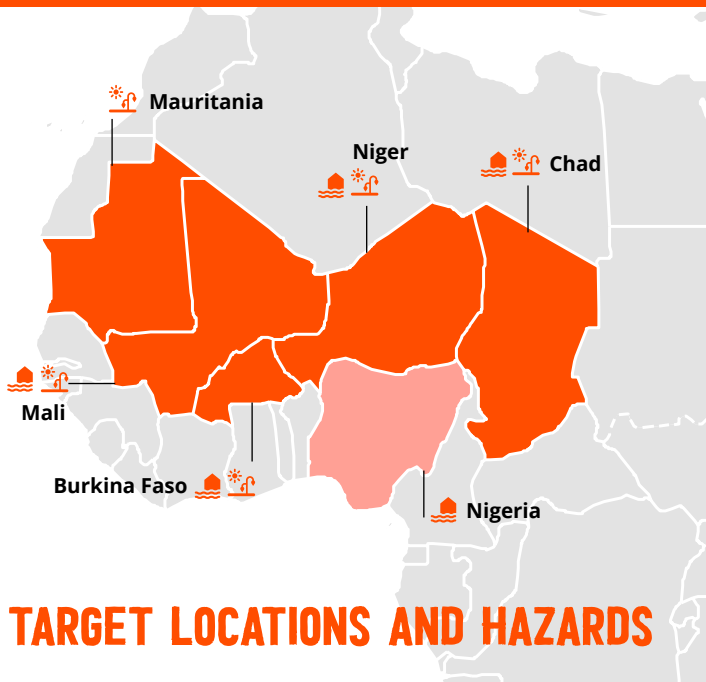 Mauritania
Niger
Chad
Mali
Burkina Faso
Nigeria
TARGET LOCATIONS AND HAZARDS